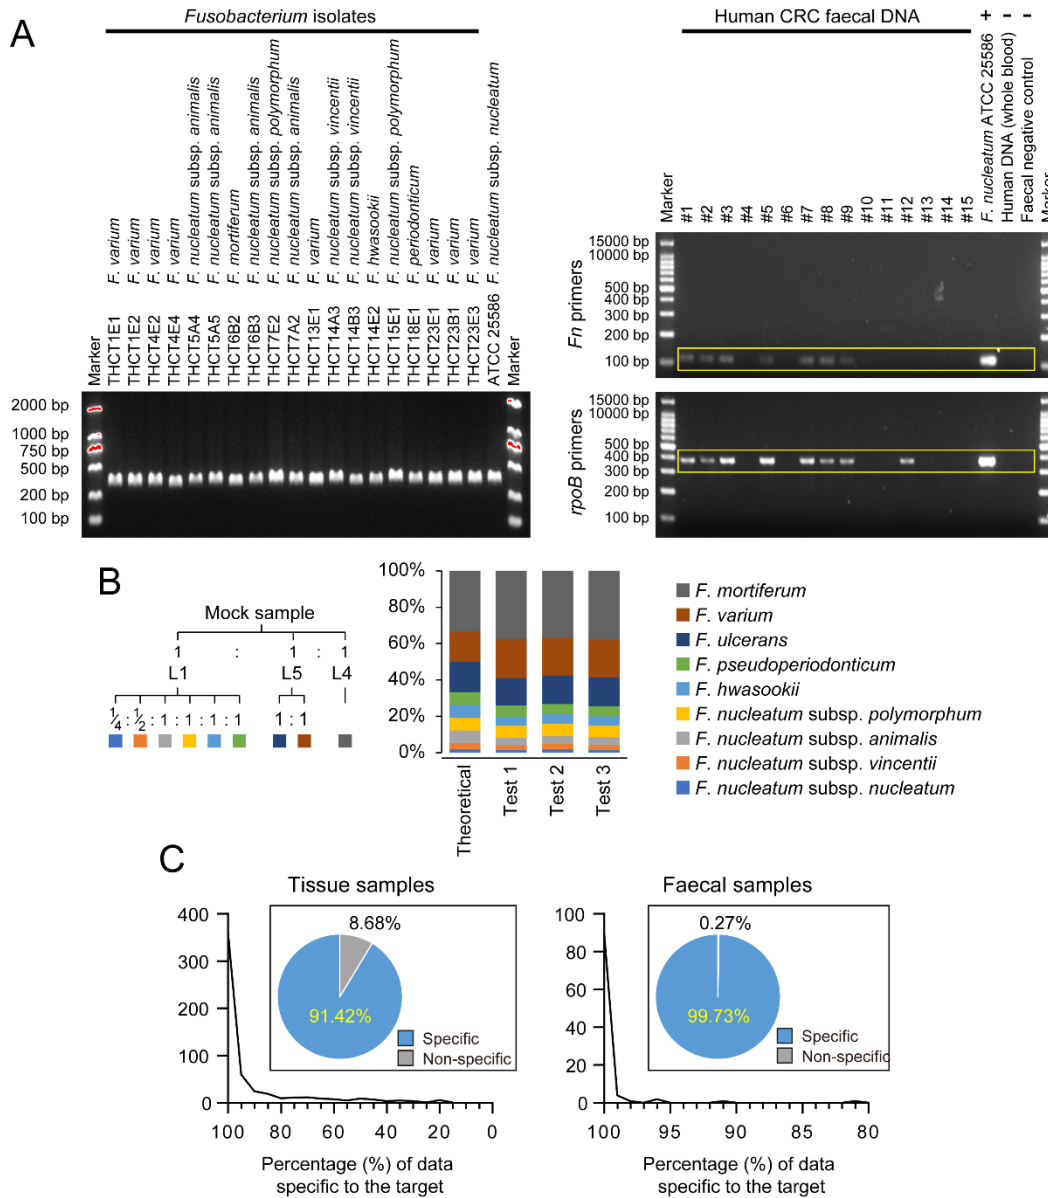 A
Fusobacterium isolates
Marker
THCT1E1 F. varium
THCT1E2 F. varium
THCT4E2 F. varium
THCT4E4 F. varium
THCT5A4 F. nucleatum subsp. animalis
THCT5A5 F. nucleatum subsp. animalis
THCT6B2 F. mortiferum
THCT6B3 F. nucleatum subsp. animalis
THCT7E2 F. nucleatum subsp. polymorphum
THCT7A2 F. nucleatum subsp. animalis
THCT13E1 F. varium
THCT14A3 F. nucleatum subsp. vincentii
THCT14B3 F. nucleatum subsp. vincentii
THCT14E2 F. hwasookii
THCT15E1 F. nucleatum subsp. polymorphum
THCT18E1 F. periodonticum
THCT23E1 F. varium
THCT23B1 F. varium
THCT23E3 F. varium
ATCC 25586 F. nucleatum subsp. nucleatum
Marker
2000 bp
1000 bp
750 bp
500 bp
200 bp
100 bp
Human CRC faecal DNA
+
-
-
Marker
#1
#2
#3
#4
#5
#6
#7
#8
#9
#10
#11
#12
#13
#14
#15
F. nucleatum ATCC 25586
Human DNA (whole blood)
Faecal negative control
Marker
Fn primers
15000 bp
10000 bp
500 bp
400 bp
300 bp
200 bp
100 bp
rpoB primers
15000 bp
10000 bp
500 bp
400 bp
300 bp
200 bp
100 bp
B
Mock sample
1 : 1 : 1
L1 L5 L4
1/4 : 1/2 : 1 : 1 : 1 : 1
1 : 1
100%
80%
60%
40%
20%
0%
Theoretical
Test 1
Test 2
Test 3
F. mortiferum
F. varium
F. ulcerans
F. pseudoperiodonticum
F. hwasookii
F. nucleatum subsp. polymorphum
F. nucleatum subsp. animalis
F. nucleatum subsp. vincentii
F. nucleatum subsp. nucleatum
C
Tissue samples
400
300
200
100
0
8.68%
91.42%
Specific
Non-specific
100 80 60 40 20 0
Percentage (%) of data
specific to the target
Faecal samples
100
80
60
40
20
0
0.27%
99.73%
Specific
Non-specific
100 95 90 85 80
Percentage (%) of data
specific to the target